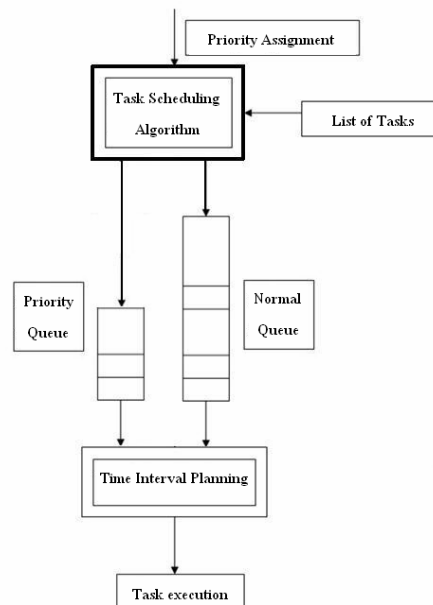 Priority Assignment
Task Scheduling
Algorithm
List of Tasks
Priority
Queue
Normal
Queue
Time Interval Planning
Task execution